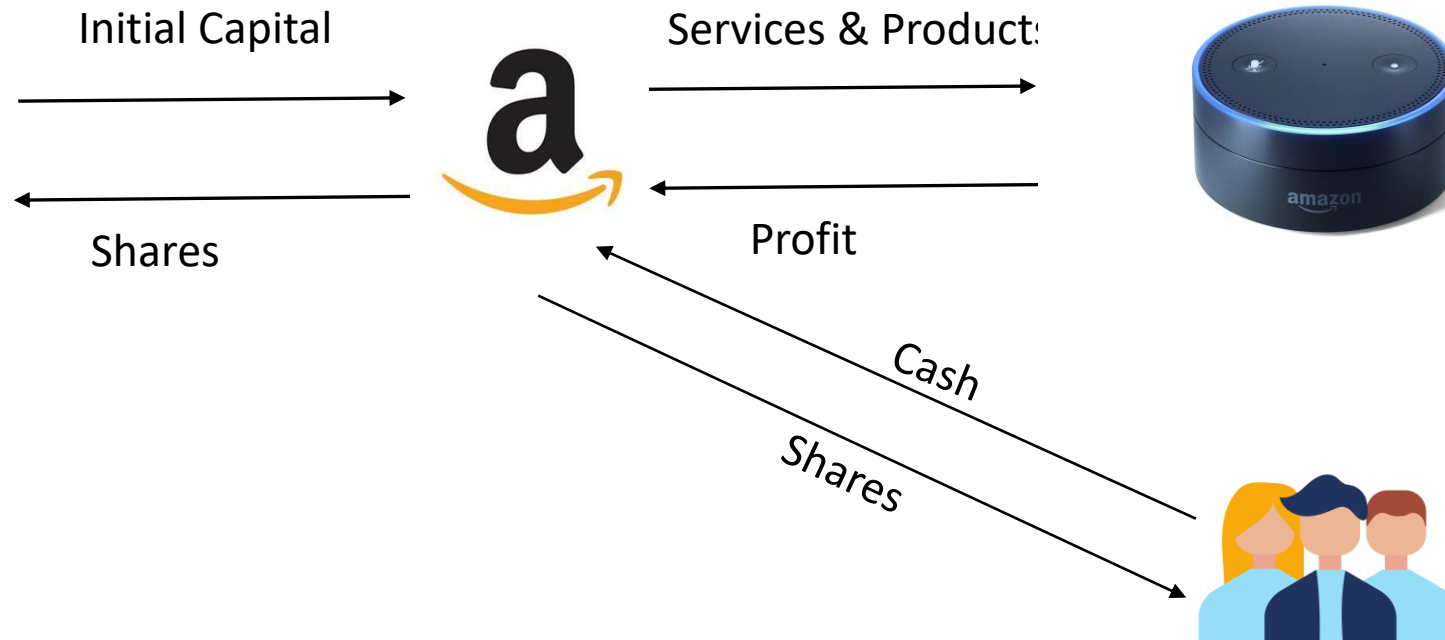 Initial Capital
Services & Products
a
amazon
Shares
Profit
Cash
Shares